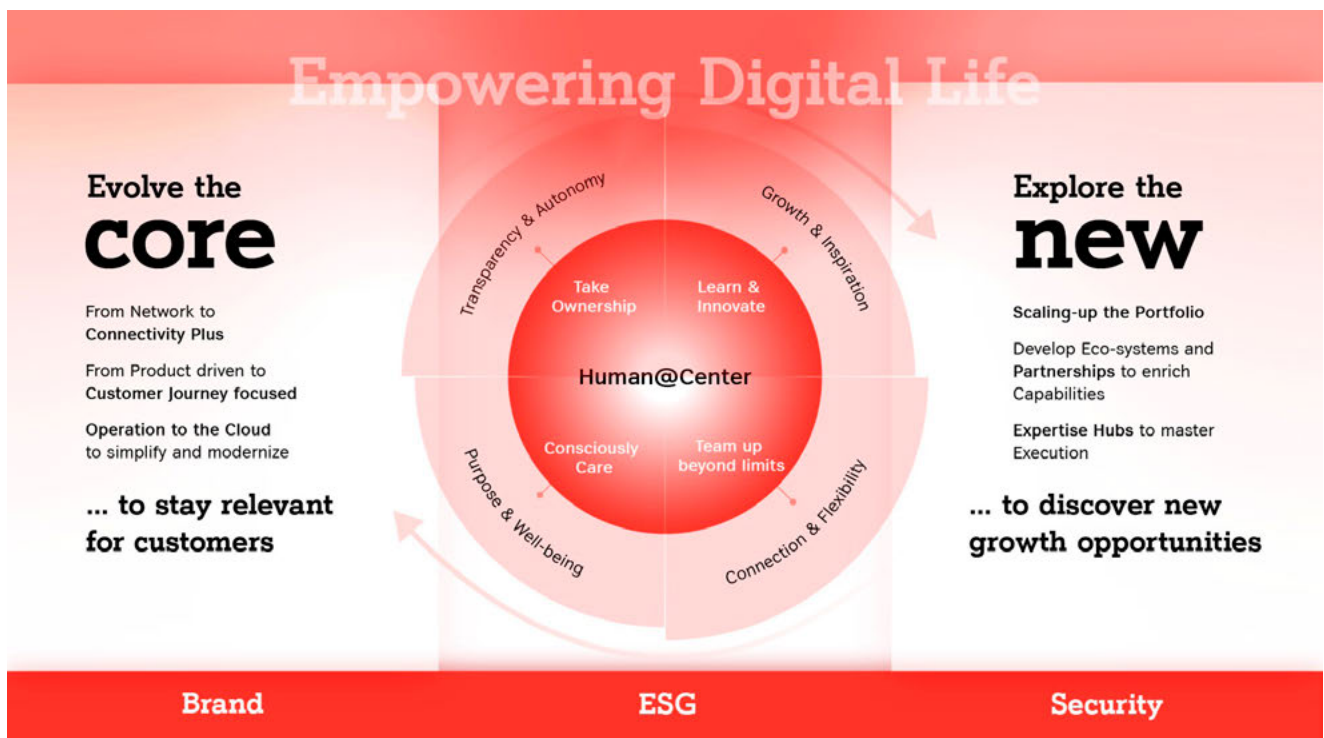 Empowering Digital Life
Evolve the
core
From Network to
Connectivity Plus
From Product driven to
Customer Journey focused
Operation to the Cloud
to simplify and modernize
... to stay relevant
for customers
Transparency & Autonomy
Growth & Inspiration
Take
Ownership
Learn &
Innovate
Human@Center
Consciously
Care
Team up
beyond limits
Purpose & Well-being
Connection & Flexibility
Explore the
new
Scaling-up the Portfolio
Develop Eco-systems and
Partnerships to enrich
Capabilities
Expertise Hubs to master
Execution
... to discover new
growth opportunities
Brand
ESG
Security